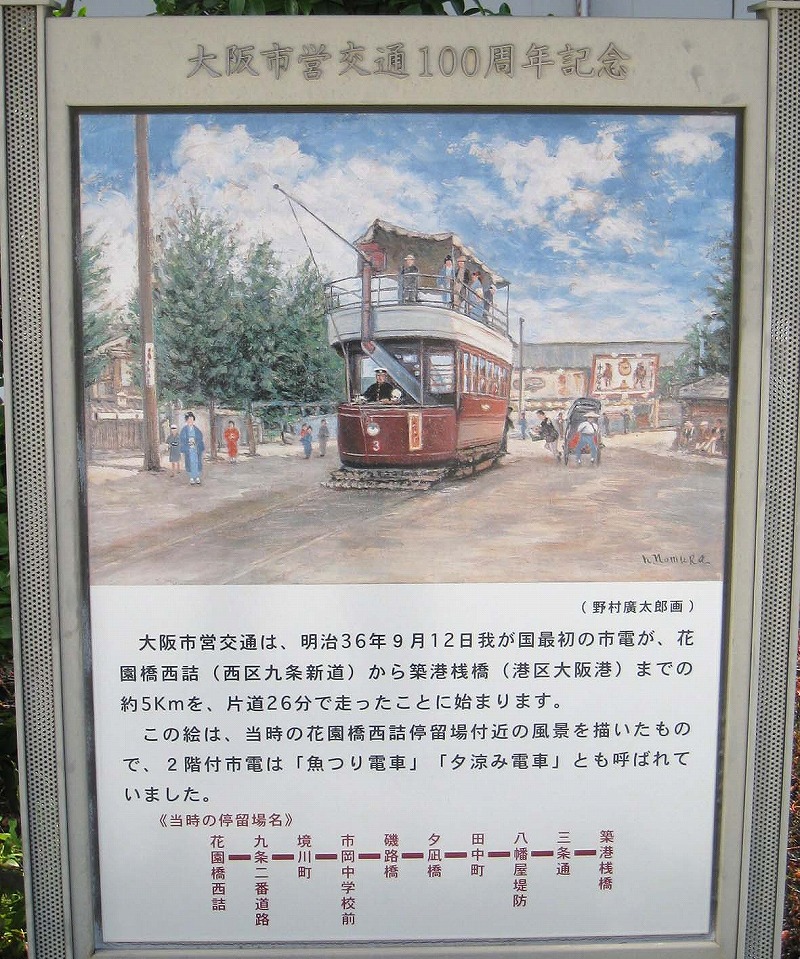 大阪市営交通100周年記念
3
N.Nomura
（野村廣太郎画）
大阪市営交通は、明治36年９月12日我が国最初の市電が、花
園橋西詰（西区九条新道）から築港桟橋（港区大阪港）までの
約5Kmを、片道26分で走ったことに始まります。
この絵は、当時の花園橋西詰停留場付近の風景を描いたもの
で、２階付市電は「魚つり電車」「夕涼み電車」とも呼ばれて
いました。
《当時の停留場名》
花園橋西詰
九条二番道路
境川町
市岡中学校前
磯路橋
夕凪橋
田中町
八幡屋堤防
三条通
築港桟橋